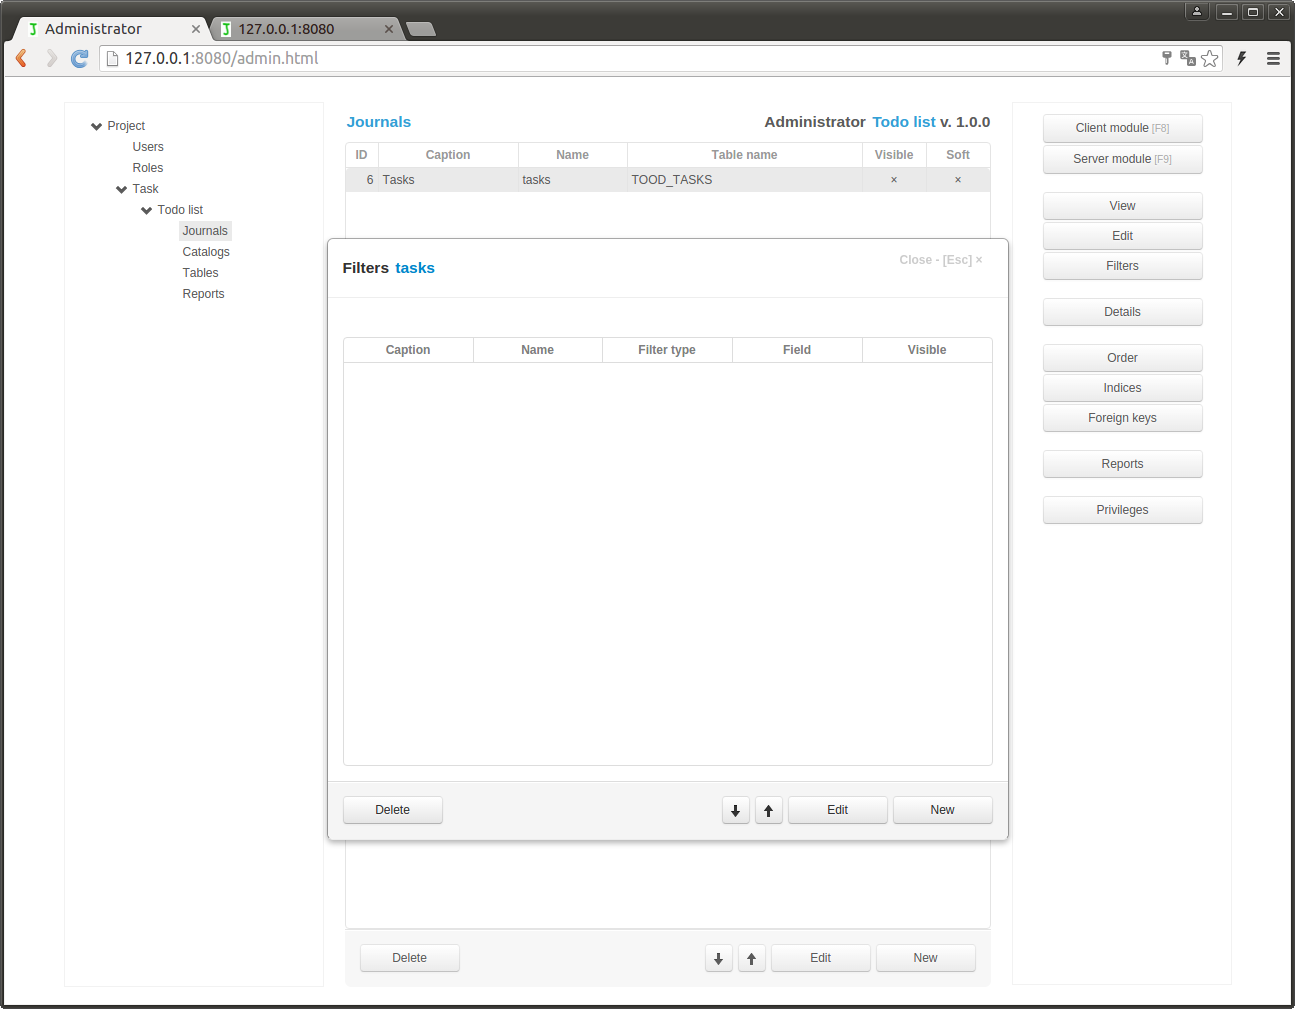 Administrator
127.0.0.1:8080
127.0.0.1:8080/admin.html
Project
Users
Roles
Task
Todo list
Journals
Catalogs
Tables
Reports
Journals
Administrator Todo list v. 1.0.0
ID Caption Name Table name Visible Soft
6 Tasks tasks TOOD_TASKS × ×
Filters tasks
Close - [Esc] ×
Caption Name Filter type Field Visible
Delete Edit New
Delete Edit New
Client module [F8]
Server module [F9]
View
Edit
Filters
Details
Order
Indices
Foreign keys
Reports
Privileges